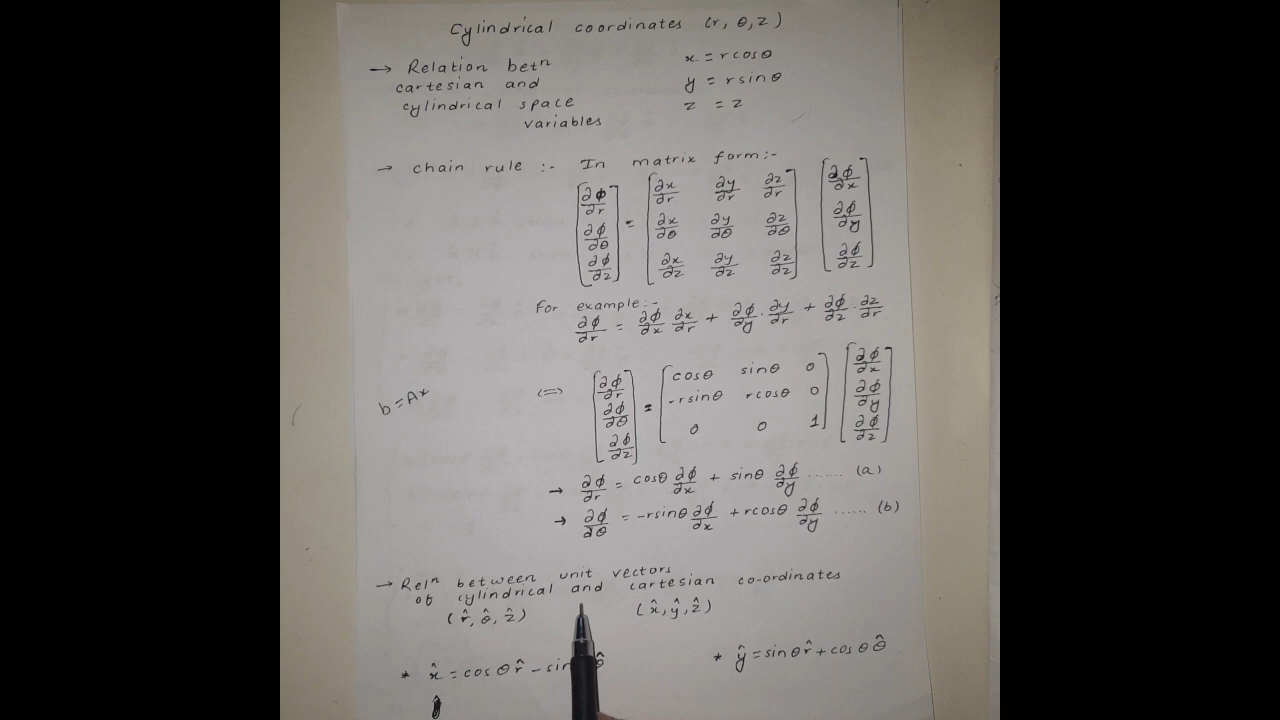 Cylindrical coordinates (r, θ, z)
→ Relation betⁿ
cartesian and
cylindrical space
variables
x = r cosθ
y = r sinθ
z = z
→ chain rule :- In matrix form:-
[∂ϕ/∂r ; ∂ϕ/∂θ ; ∂ϕ/∂z] = [∂x/∂r ∂y/∂r ∂z/∂r ; ∂x/∂θ ∂y/∂θ ∂z/∂θ ; ∂x/∂z ∂y/∂z ∂z/∂z] [∂ϕ/∂x ; ∂ϕ/∂y ; ∂ϕ/∂z]
For example:-
∂ϕ/∂r = ∂ϕ/∂x ∂x/∂r + ∂ϕ/∂y · ∂y/∂r + ∂ϕ/∂z · ∂z/∂r
b = Ax
⇔ [∂ϕ/∂r ; ∂ϕ/∂θ ; ∂ϕ/∂z] = [cosθ sinθ 0 ; -rsinθ rcosθ 0 ; 0 0 1] [∂ϕ/∂x ; ∂ϕ/∂y ; ∂ϕ/∂z]
→ ∂ϕ/∂r = cosθ ∂ϕ/∂x + sinθ ∂ϕ/∂y ...... (a)
→ ∂ϕ/∂θ = -rsinθ ∂ϕ/∂x + rcosθ ∂ϕ/∂y ...... (b)
→ Relⁿ between unit vectors
of cylindrical and cartesian co-ordinates
(r̂, θ̂, ẑ) (x̂, ŷ, ẑ)
* x̂ = cosθ r̂ - sin θ̂
* ŷ = sinθ r̂ + cosθ θ̂